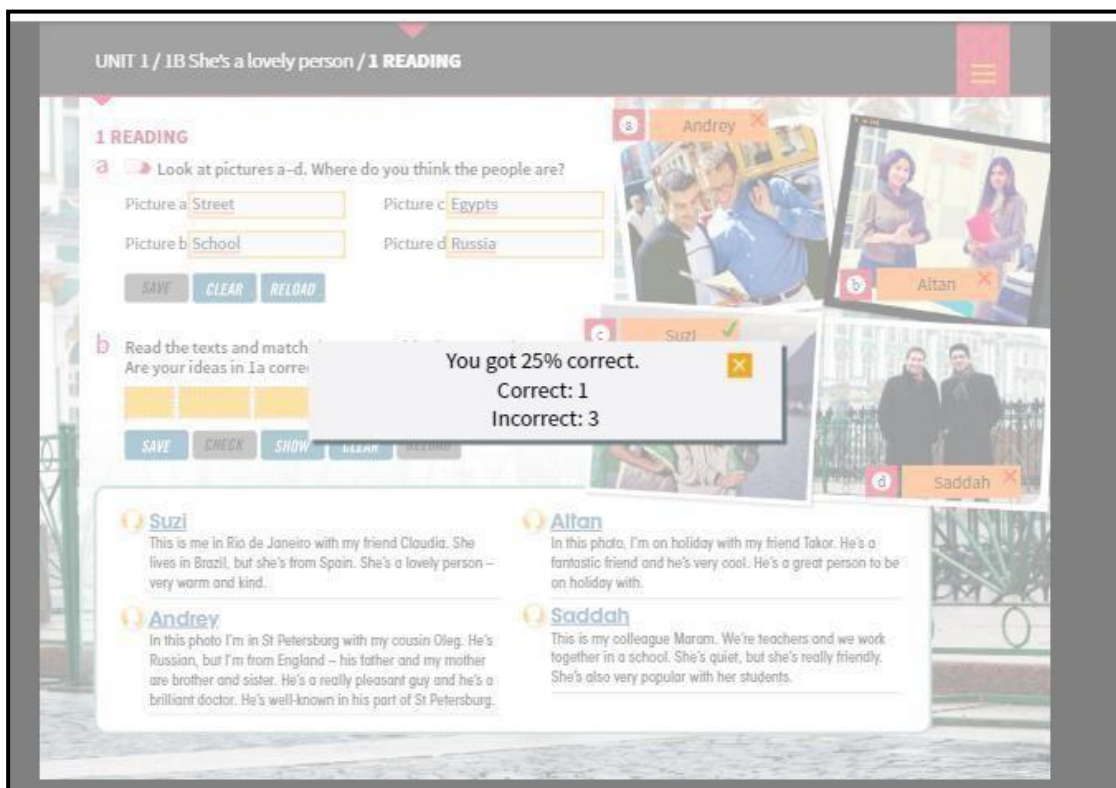 UNIT 1 / 1B She's a lovely person / 1 READING
1 READING
a Look at pictures a–d. Where do you think the people are?
Picture a Street
Picture c Egypts
Picture b School
Picture d Russia
SAVE CLEAR RELOAD
b Read the texts and match
Are your ideas in 1a
SAVE CHECK SHOW CLEAR RELOAD
a Andrey
b Altan
c Suzi
d Saddah
You got 25% correct.
Correct: 1
Incorrect: 3
Suzi
This is me in Rio de Janeiro with my friend Claudia. She
lives in Brazil, but she's from Spain. She's a lovely person –
very warm and kind.
Andrey
In this photo I'm in St Petersburg with my cousin Oleg. He's
Russian, but I'm from England – his father and my mother
are brother and sister. He's a really pleasant guy and he's a
brilliant doctor. He's well-known in his part of St Petersburg.
Altan
In this photo, I'm on holiday with my friend Takor. He's a
fantastic friend and he's very cool. He's a great person to be
on holiday with.
Saddah
This is my colleague Maram. We're teachers and we work
together in a school. She's quiet, but she's really friendly.
She's also very popular with her students.